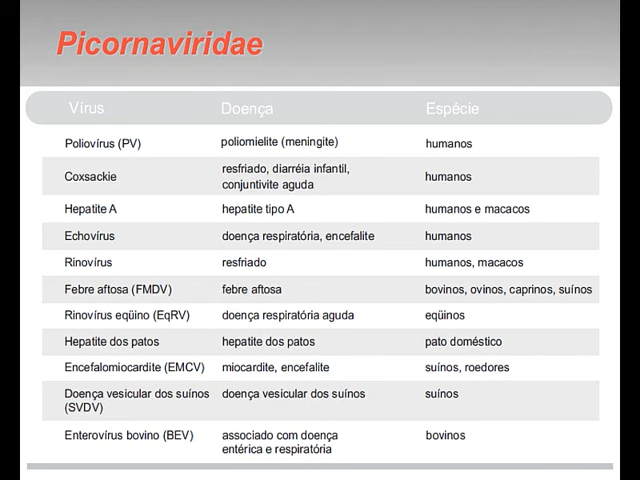 Picornaviridae
Vírus Doença Espécie
Poliovírus (PV) poliomielite (meningite) humanos
Coxsackie resfriado, diarréia infantil, humanos
conjuntivite aguda
Hepatite A hepatite tipo A humanos e macacos
Echovírus doença respiratória, encefalite humanos
Rinovírus resfriado humanos, macacos
Febre aftosa (FMDV) febre aftosa bovinos, ovinos, caprinos, suínos
Rinovírus eqüino (EqRV) doença respiratória aguda eqüinos
Hepatite dos patos hepatite dos patos pato doméstico
Encefalomiocardite (EMCV) miocardite, encefalite suínos, roedores
Doença vesicular dos suínos doença vesicular dos suínos suínos
(SVDV)
Enterovírus bovino (BEV) associado com doença bovinos
entérica e respiratória